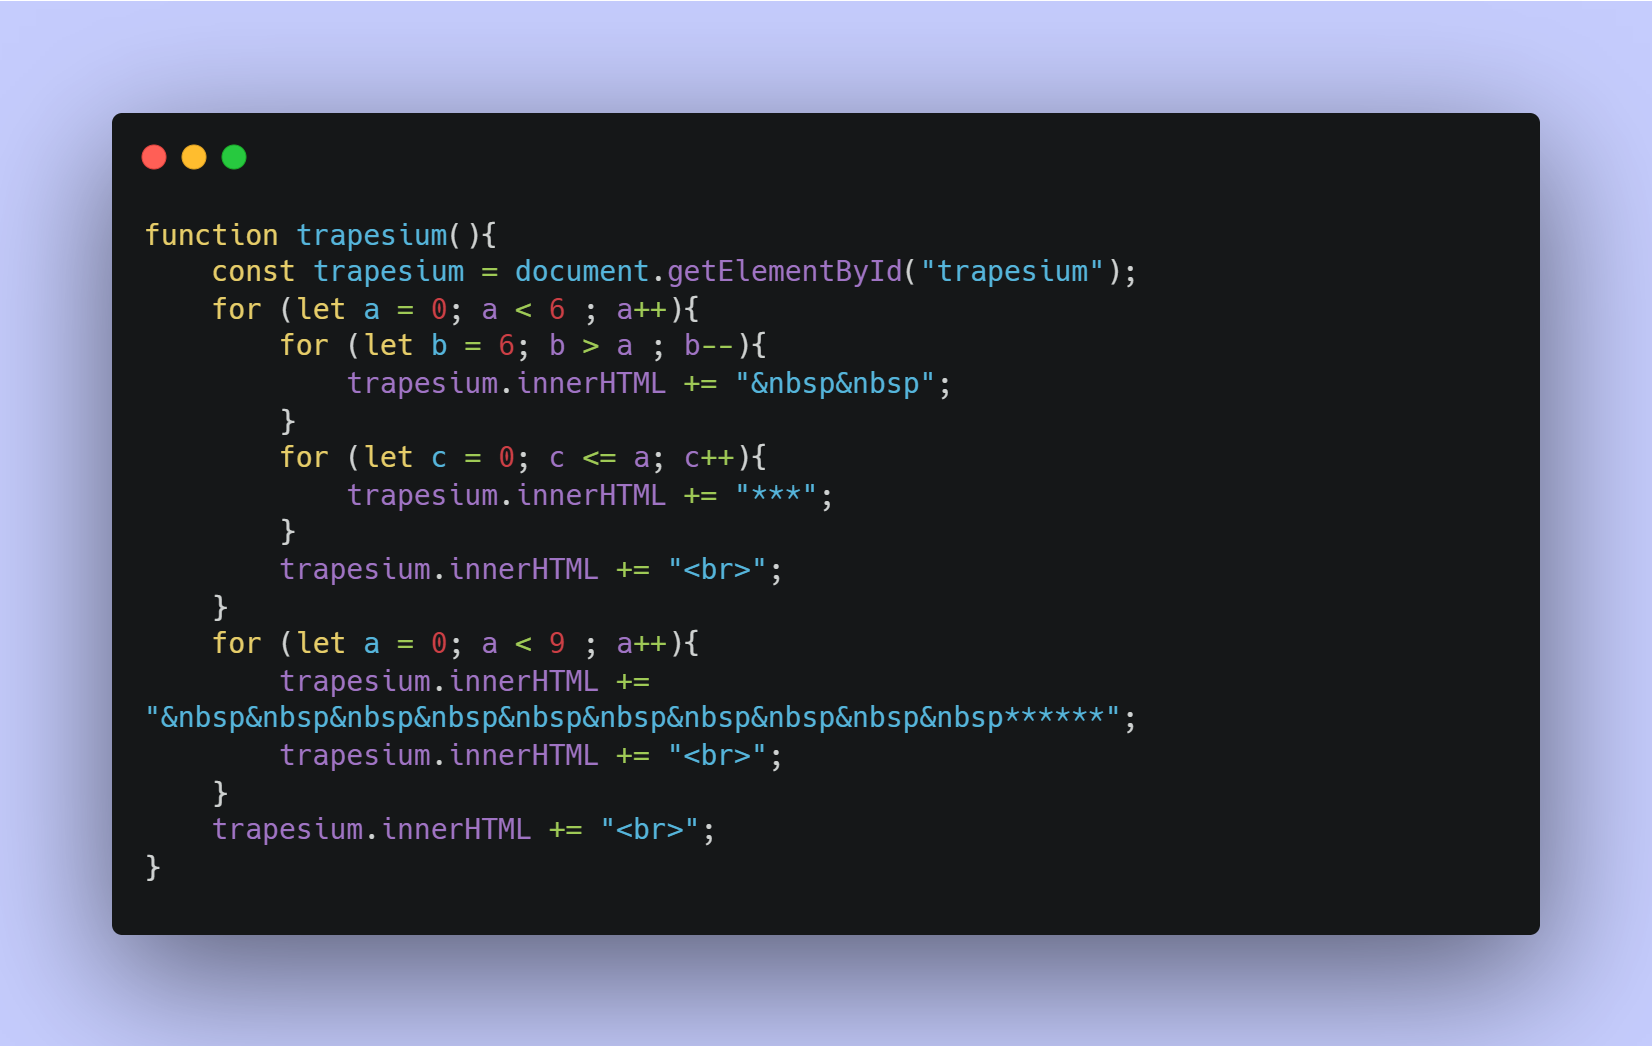 function trapesium(){
    const trapesium = document.getElementById("trapesium");
    for (let a = 0; a < 6 ; a++){
        for (let b = 6; b > a ; b--){
            trapesium.innerHTML += "&nbsp&nbsp";
        }
        for (let c = 0; c <= a; c++){
            trapesium.innerHTML += "***";
        }
        trapesium.innerHTML += "<br>";
    }
    for (let a = 0; a < 9 ; a++){
        trapesium.innerHTML +=
"&nbsp&nbsp&nbsp&nbsp&nbsp&nbsp&nbsp&nbsp&nbsp&nbsp******";
        trapesium.innerHTML += "<br>";
    }
    trapesium.innerHTML += "<br>";
}